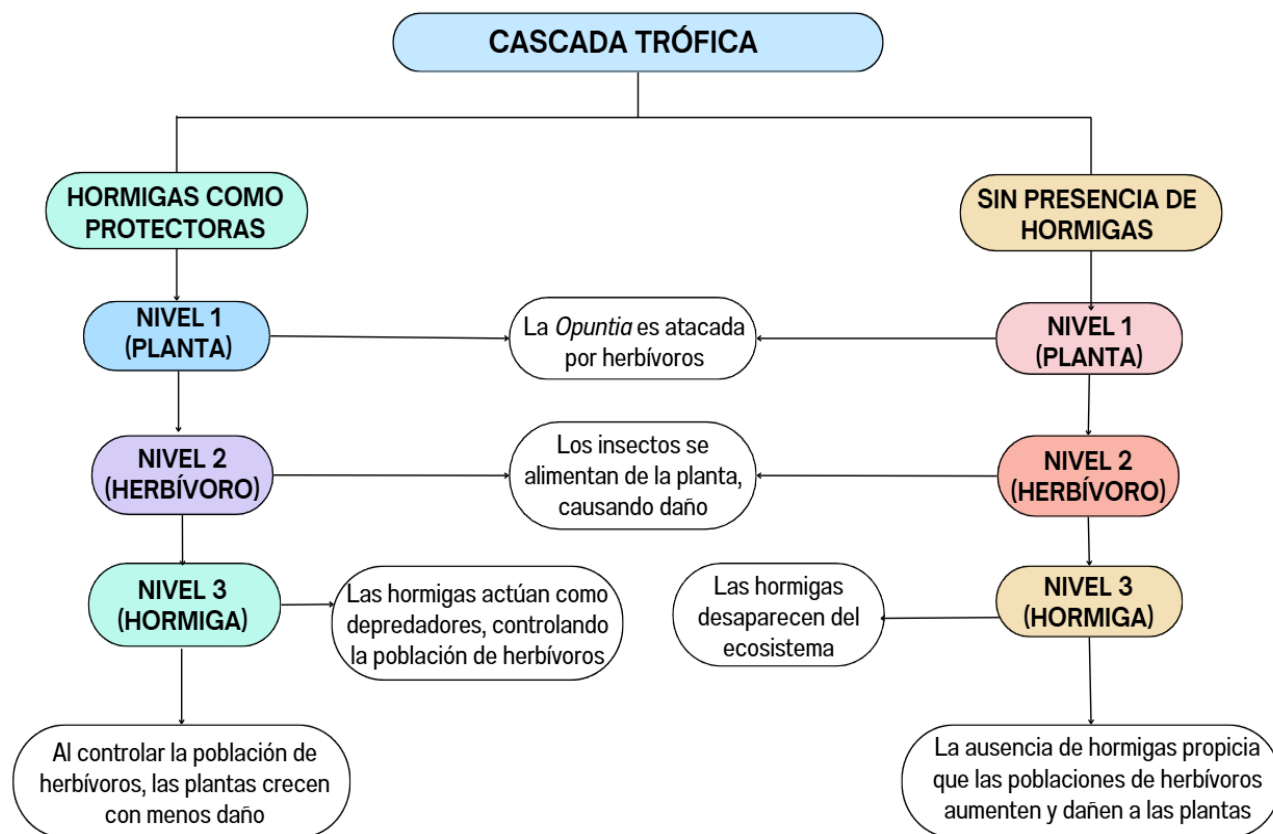 CASCADA TRÓFICA
HORMIGAS COMO
PROTECTORAS
SIN PRESENCIA DE
HORMIGAS
NIVEL 1
(PLANTA)
La Opuntia es atacada
por herbívoros
NIVEL 1
(PLANTA)
NIVEL 2
(HERBÍVORO)
Los insectos se
alimentan de la planta,
causando daño
NIVEL 2
(HERBÍVORO)
NIVEL 3
(HORMIGA)
Las hormigas actúan como
depredadores, controlando
la población de herbívoros
Las hormigas
desaparecen del
ecosistema
NIVEL 3
(HORMIGA)
Al controlar la población de
herbívoros, las plantas crecen
con menos daño
La ausencia de hormigas propicia
que las poblaciones de herbívoros
aumenten y dañen a las plantas